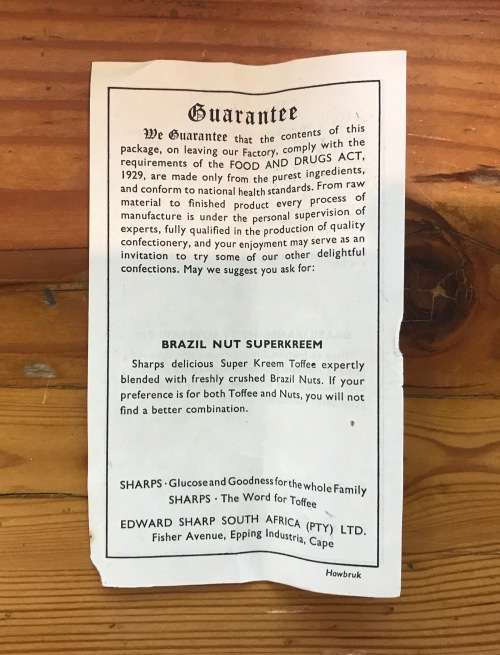 Guarantee
We Guarantee that the contents of this
package, on leaving our Factory, comply with the
requirements of the FOOD AND DRUGS ACT,
1929, are made only from the purest ingredients,
and conform to national health standards. From raw
material to finished product every process of
manufacture is under the personal supervision of
experts, fully qualified in the production of quality
confectionery, and your enjoyment may serve as an
invitation to try some of our other delightful
confections. May we suggest you ask for:
BRAZIL NUT SUPERKREEM
Sharps delicious Super Kreem Toffee expertly
blended with freshly crushed Brazil Nuts. If your
preference is for both Toffee and Nuts, you will not
find a better combination.
SHARPS · Glucose and Goodness for the whole Family
SHARPS · The Word for Toffee
EDWARD SHARP SOUTH AFRICA (PTY) LTD.
Fisher Avenue, Epping Industria, Cape
Howbruk